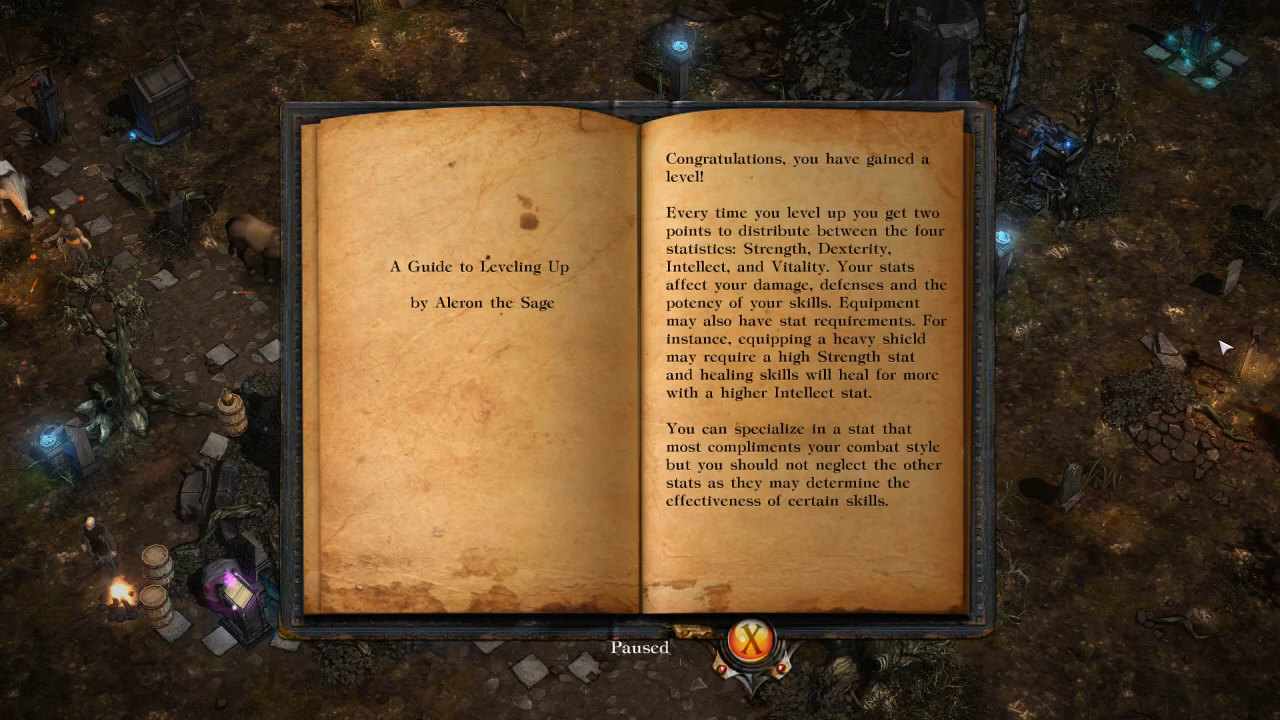 A Guide to Leveling Up
by Aleron the Sage
Congratulations, you have gained a
level!
Every time you level up you get two
points to distribute between the four
statistics: Strength, Dexterity,
Intellect, and Vitality. Your stats
affect your damage, defenses and the
potency of your skills. Equipment
may also have stat requirements. For
instance, equipping a heavy shield
may require a high Strength stat
and healing skills will heal for more
with a higher Intellect stat.
You can specialize in a stat that
most compliments your combat style
but you should not neglect the other
stats as they may determine the
effectiveness of certain skills.
Paused
X